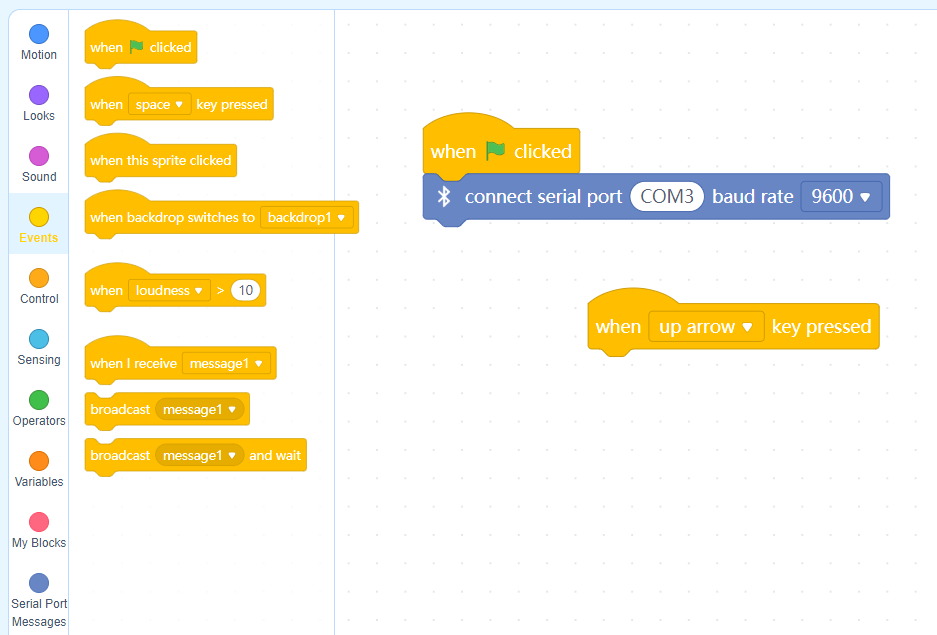 Motion
Looks
Sound
Events
Control
Sensing
Operators
Variables
My Blocks
Serial Port
Messages
when clicked
when space ▼ key pressed
when this sprite clicked
when backdrop switches to backdrop1 ▼
when loudness ▼ > 10
when I receive message1 ▼
broadcast message1 ▼
broadcast message1 ▼ and wait
when clicked
connect serial port COM3 baud rate 9600 ▼
when up arrow ▼ key pressed